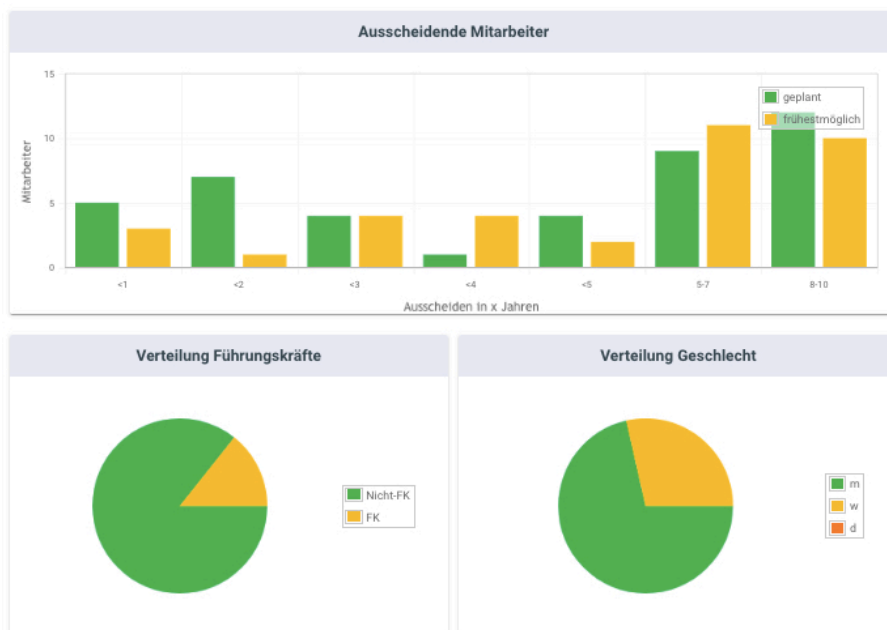 Ausscheidende Mitarbeiter
15
10
5
0
Mitarbeiter
geplant
frühestmöglich
<1 <2 <3 <4 <5 5-7 8-10
Ausscheiden in x Jahren
Verteilung Führungskräfte
Nicht-FK
FK
Verteilung Geschlecht
m
w
d